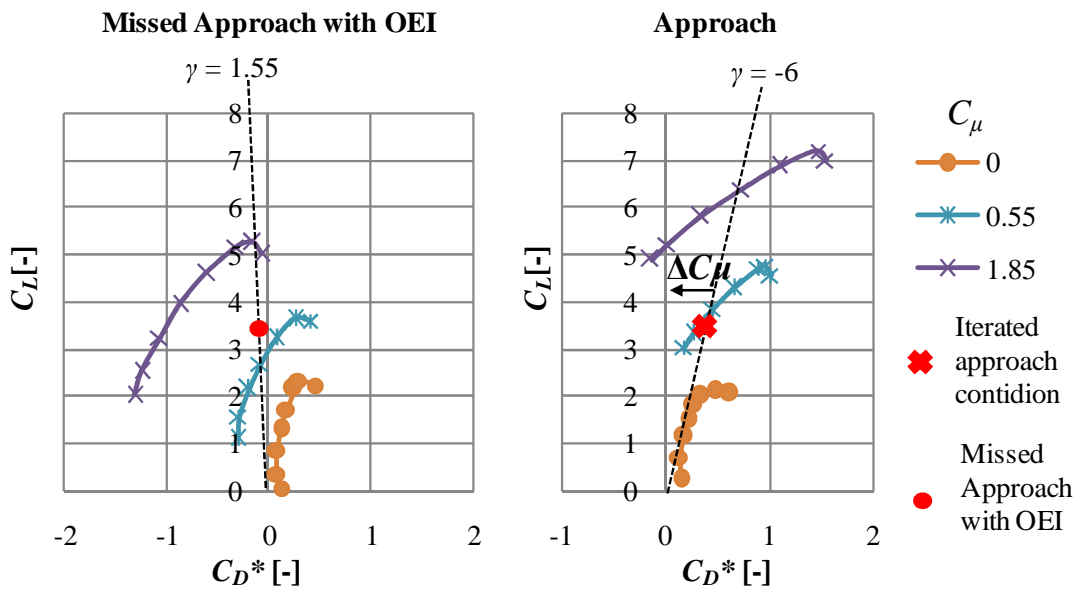 Missed Approach with OEI
γ = 1.55
8
7
6
5
4
3
2
1
0
-2
-1
0
1
2
C_L[-]
C_D* [-]
Approach
γ = -6
8
7
6
5
4
3
2
1
0
-1
0
1
2
C_L[-]
C_D* [-]
ΔCμ
C_μ
0
0.55
1.85
Iterated
approach
contidion
Missed
Approach
with OEI